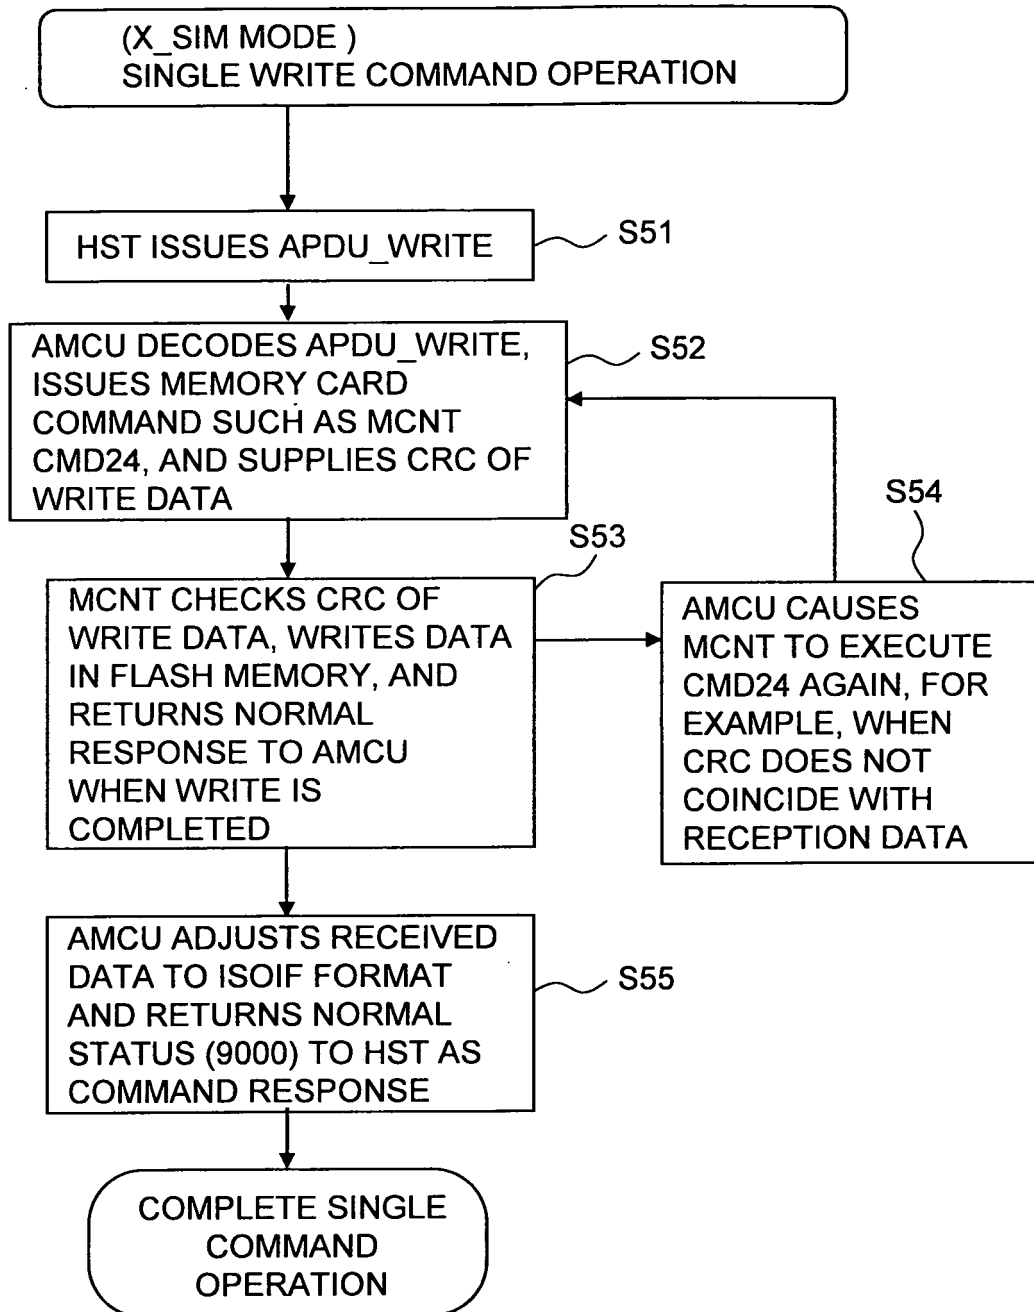 (X_SIM MODE )
SINGLE WRITE COMMAND OPERATION
HST ISSUES APDU_WRITE
S51
AMCU DECODES APDU_WRITE,
ISSUES MEMORY CARD
COMMAND SUCH AS MCNT
CMD24, AND SUPPLIES CRC OF
WRITE DATA
S52
MCNT CHECKS CRC OF
WRITE DATA, WRITES DATA
IN FLASH MEMORY, AND
RETURNS NORMAL
RESPONSE TO AMCU
WHEN WRITE IS
COMPLETED
S53
AMCU CAUSES
MCNT TO EXECUTE
CMD24 AGAIN, FOR
EXAMPLE, WHEN
CRC DOES NOT
COINCIDE WITH
RECEPTION DATA
S54
AMCU ADJUSTS RECEIVED
DATA TO ISOIF FORMAT
AND RETURNS NORMAL
STATUS (9000) TO HST AS
COMMAND RESPONSE
S55
COMPLETE SINGLE
COMMAND
OPERATION